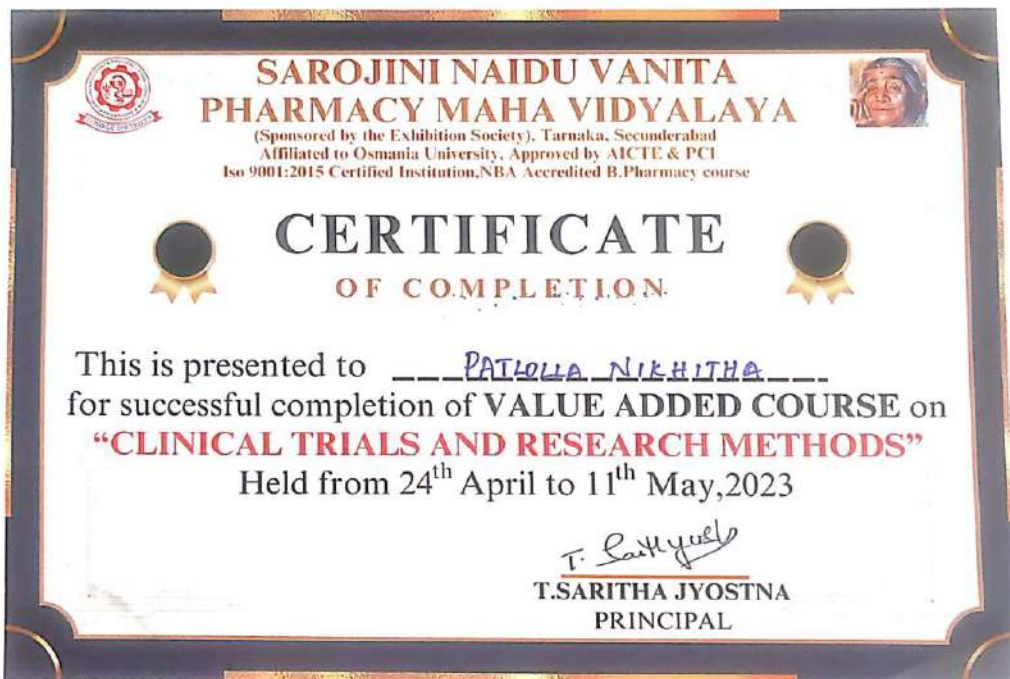 SAROJINI NAIDU VANITA
PHARMACY MAHA VIDYALAYA
(Sponsored by the Exhibition Society), Tarnaka, Secunderabad
Affiliated to Osmania University, Approved by AICTE & PCI
Iso 9001:2015 Certified Institution,NBA Accredited B.Pharmacy course
CERTIFICATE
OF COMPLETION
This is presented to PATLOLLA NIKHITHA
for successful completion of VALUE ADDED COURSE on
“CLINICAL TRIALS AND RESEARCH METHODS”
Held from 24th April to 11th May,2023
T.SARITHA JYOSTNA
PRINCIPAL